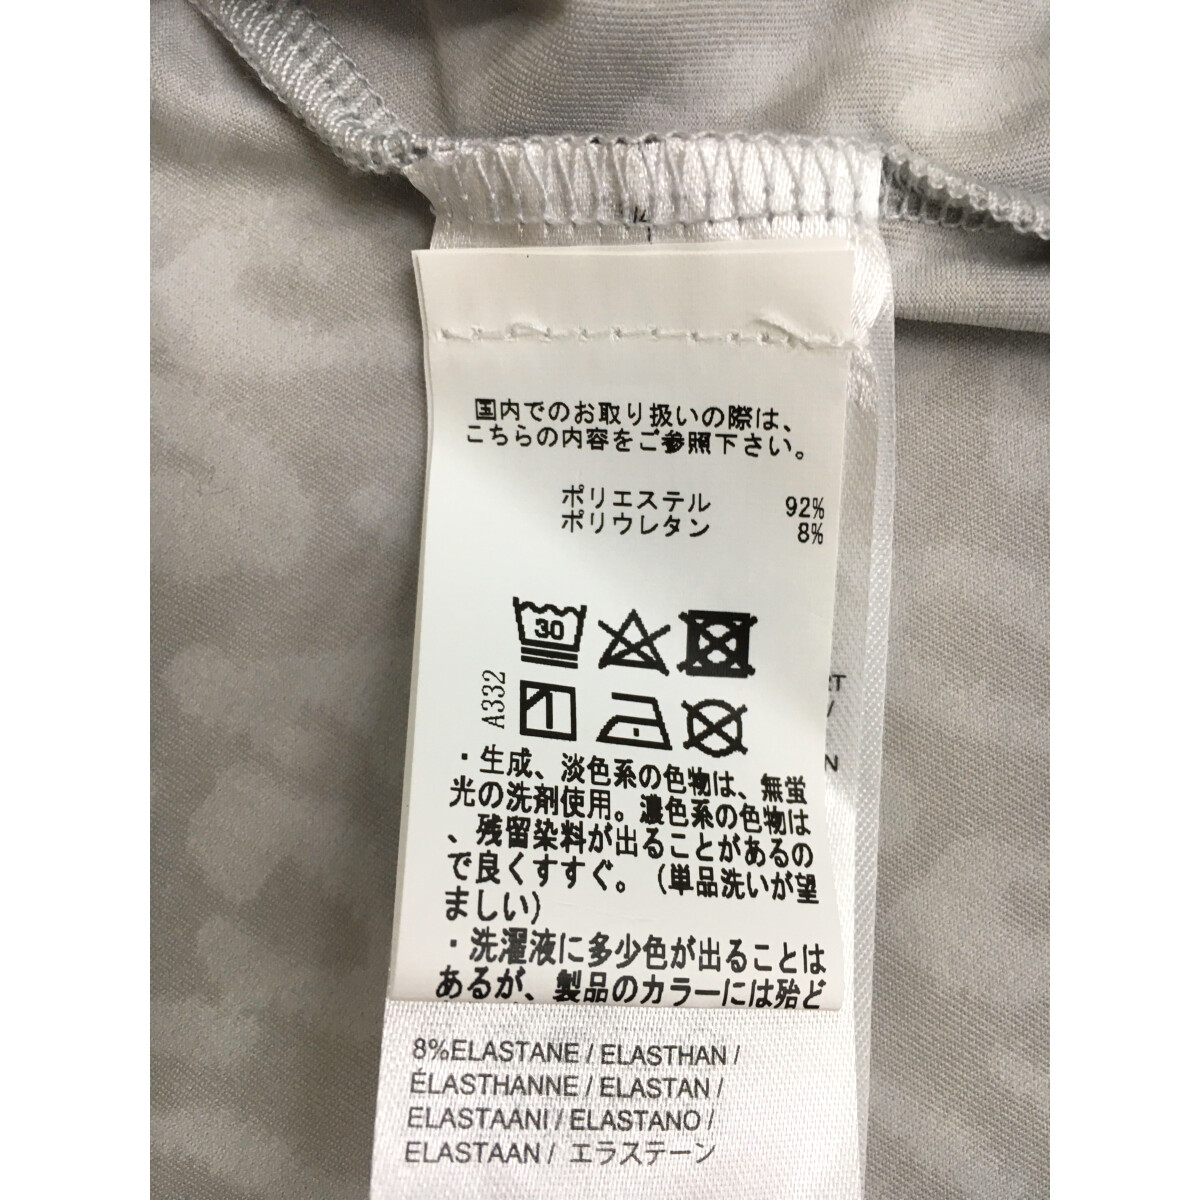 国内でのお取り扱いの際は、
こちらの内容をご参照下さい。
ポリエステル 92%
ポリウレタン 8%
30
A332
・生成、淡色系の色物は、無蛍
光の洗剤使用。濃色系の色物は
、残留染料が出ることがあるの
で良くすすぐ。（単品洗いが望
ましい）
・洗濯液に多少色が出ることは
あるが、製品のカラーには殆ど
8%ELASTANE / ELASTHAN /
ÉLASTHANNE / ELASTAN /
ELASTAANI / ELASTANO /
ELASTAAN / エラステーン